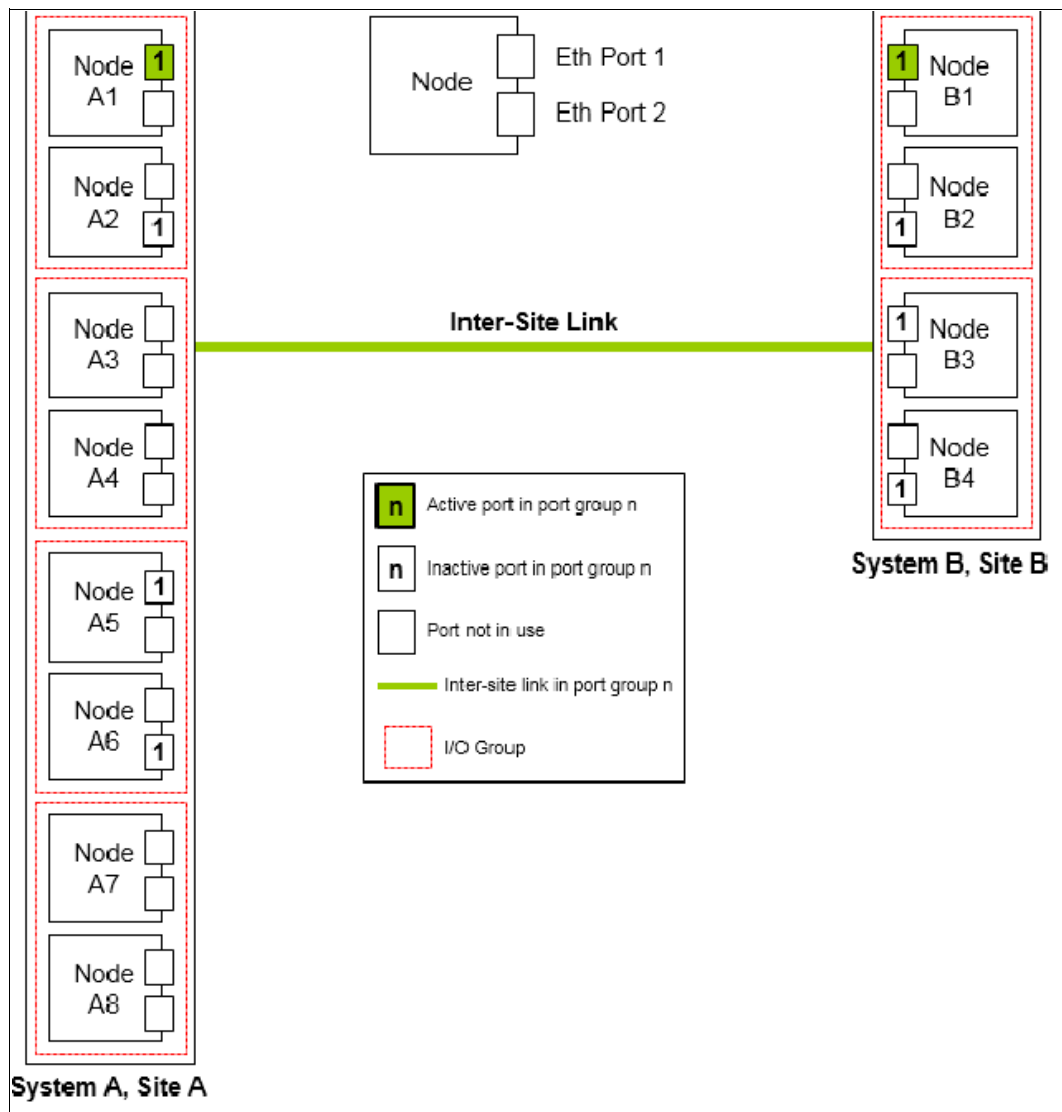 Node
A1
1
Node
A2
1
Node
A3
Node
A4
Node
A5
1
Node
A6
1
Node
A7
Node
A8
System A, Site A
Node
Eth Port 1
Eth Port 2
Inter-Site Link
n
Active port in port group n
n
Inactive port in port group n
Port not in use
Inter-site link in port group n
I/O Group
1
Node
B1
Node
B2
1
1
Node
B3
Node
B4
1
System B, Site B